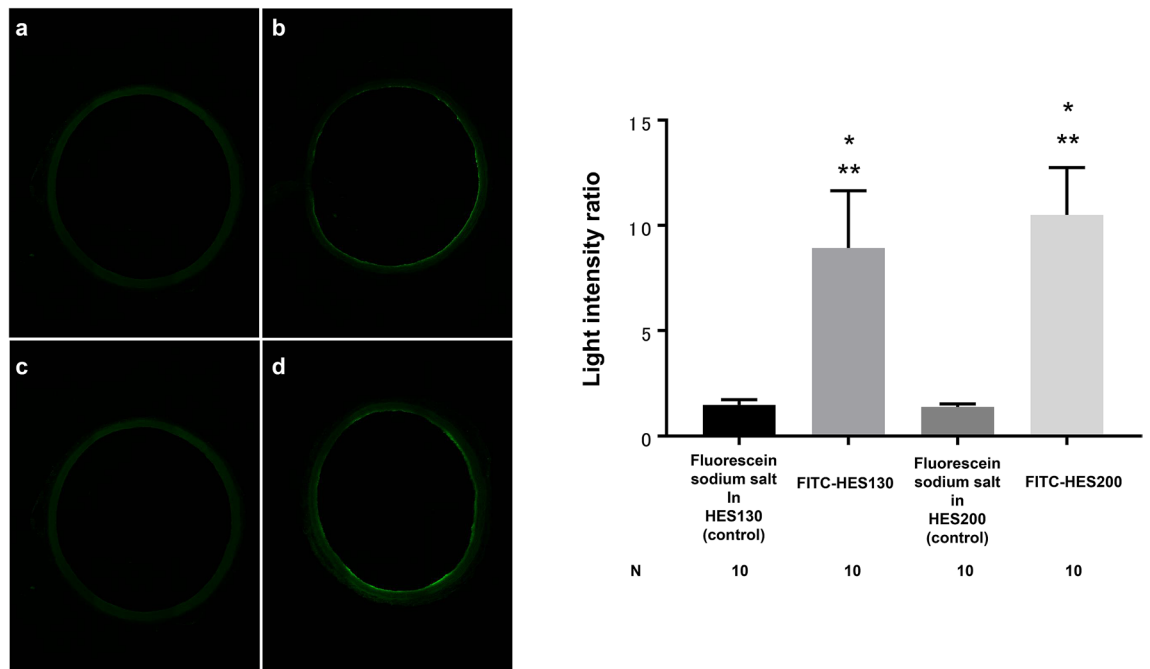 a
b
c
d
Light intensity ratio
15
10
5
0
*
**
*
**
Fluorescein
sodium salt
In
HES130
(control)
FITC-HES130
Fluorescein
sodium salt
in
HES200
(control)
FITC-HES200
N 10 10 10 10